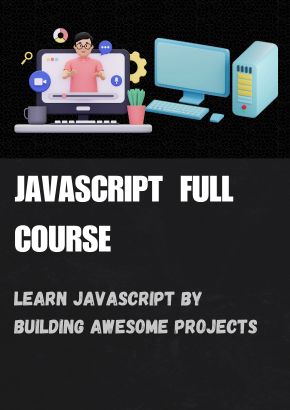 JAVASCRIPT FULL
COURSE
LEARN JAVASCRIPT BY
BUILDING AWESOME PROJECTS